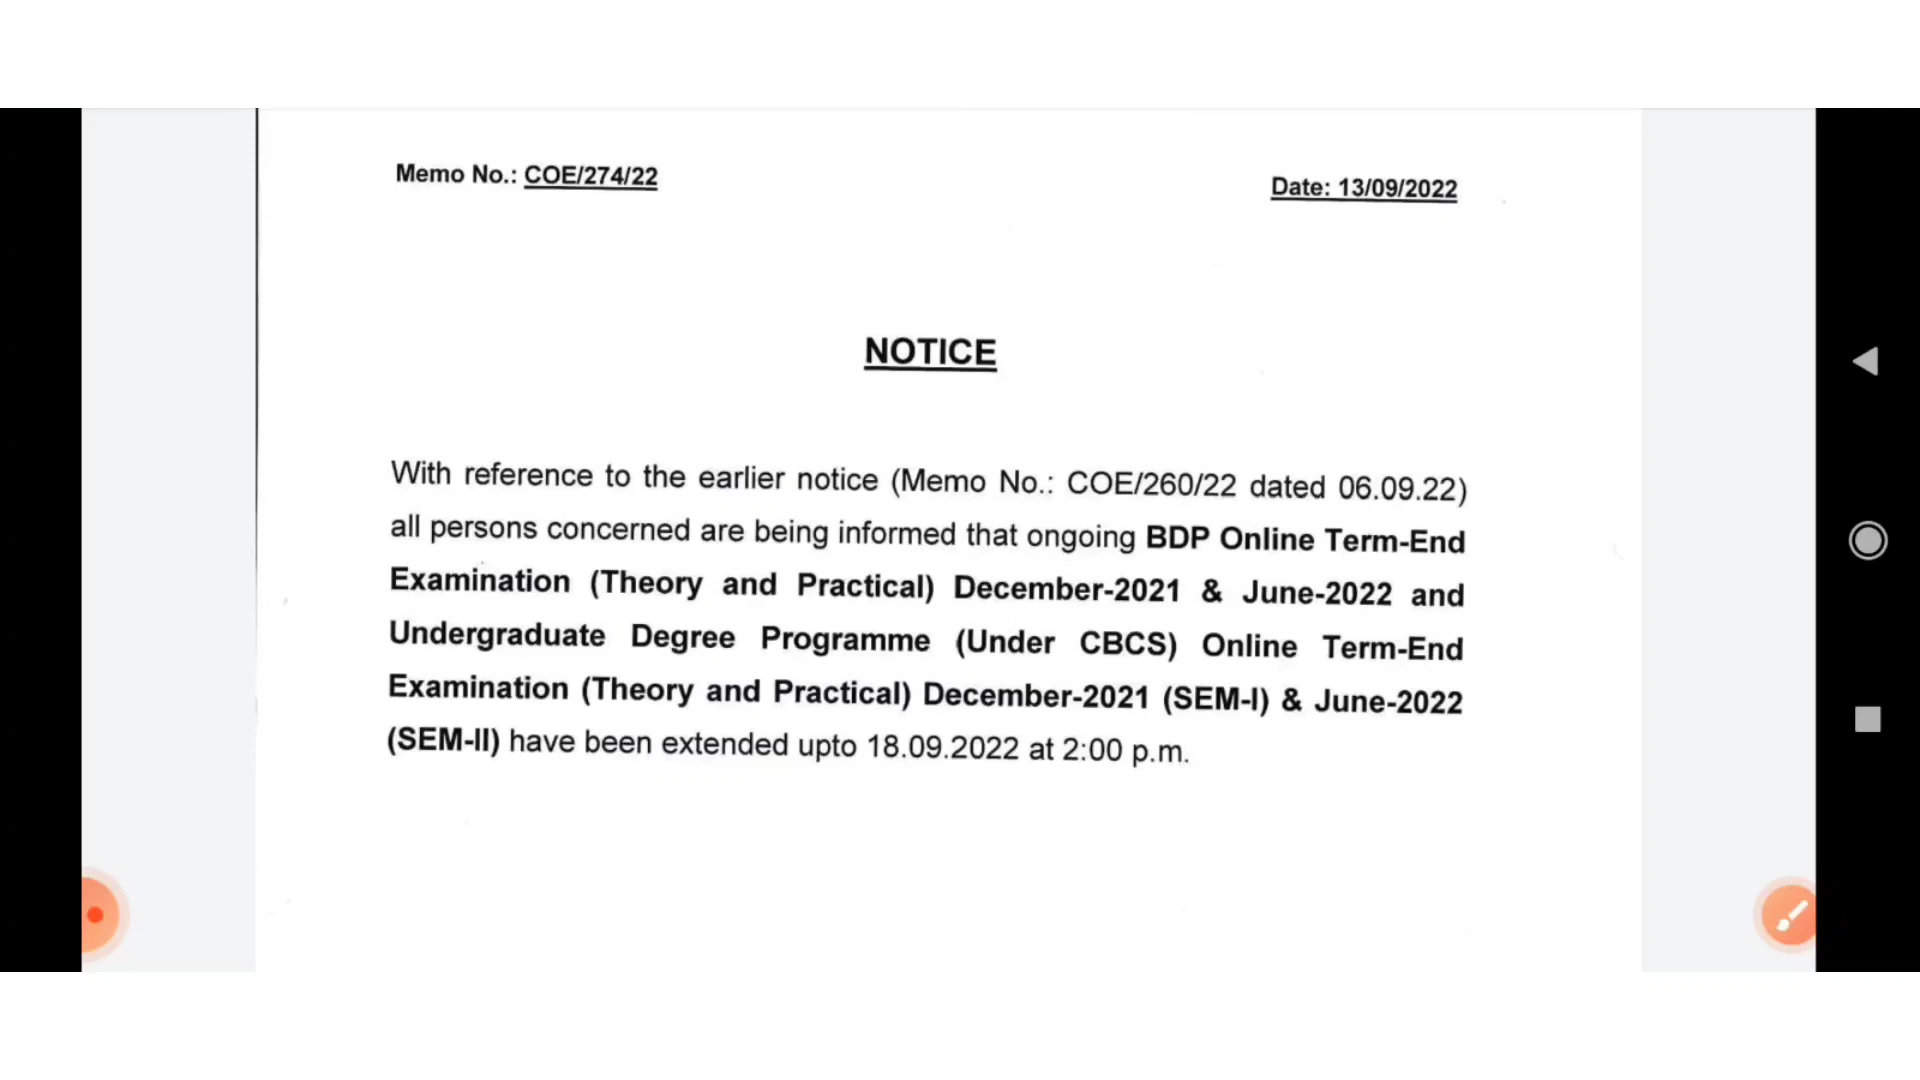 Memo No.: COE/274/22
Date: 13/09/2022
NOTICE
With reference to the earlier notice (Memo No.: COE/260/22 dated 06.09.22)
all persons concerned are being informed that ongoing BDP Online Term-End
Examination (Theory and Practical) December-2021 & June-2022 and
Undergraduate Degree Programme (Under CBCS) Online Term-End
Examination (Theory and Practical) December-2021 (SEM-I) & June-2022
(SEM-II) have been extended upto 18.09.2022 at 2:00 p.m.